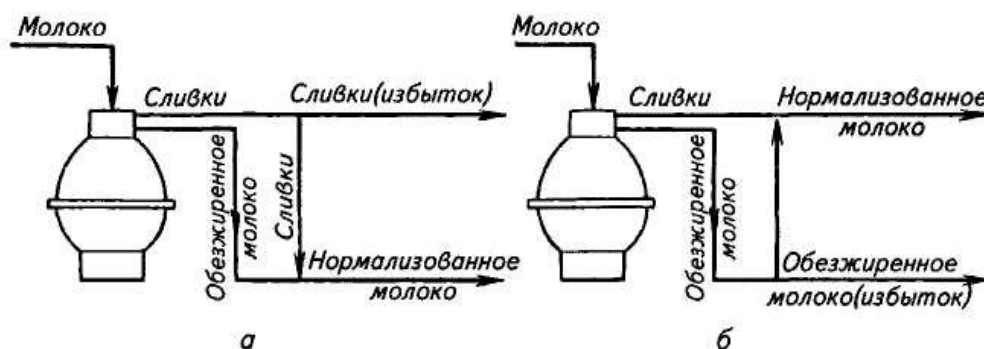 Молоко
Сливки
Сливки(избыток)
Обезжиренное
молоко
Сливки
Нормализованное
молоко
а
Молоко
Сливки
Нормализованное
молоко
Обезжиренное
молоко
Обезжиренное
молоко(избыток)
б